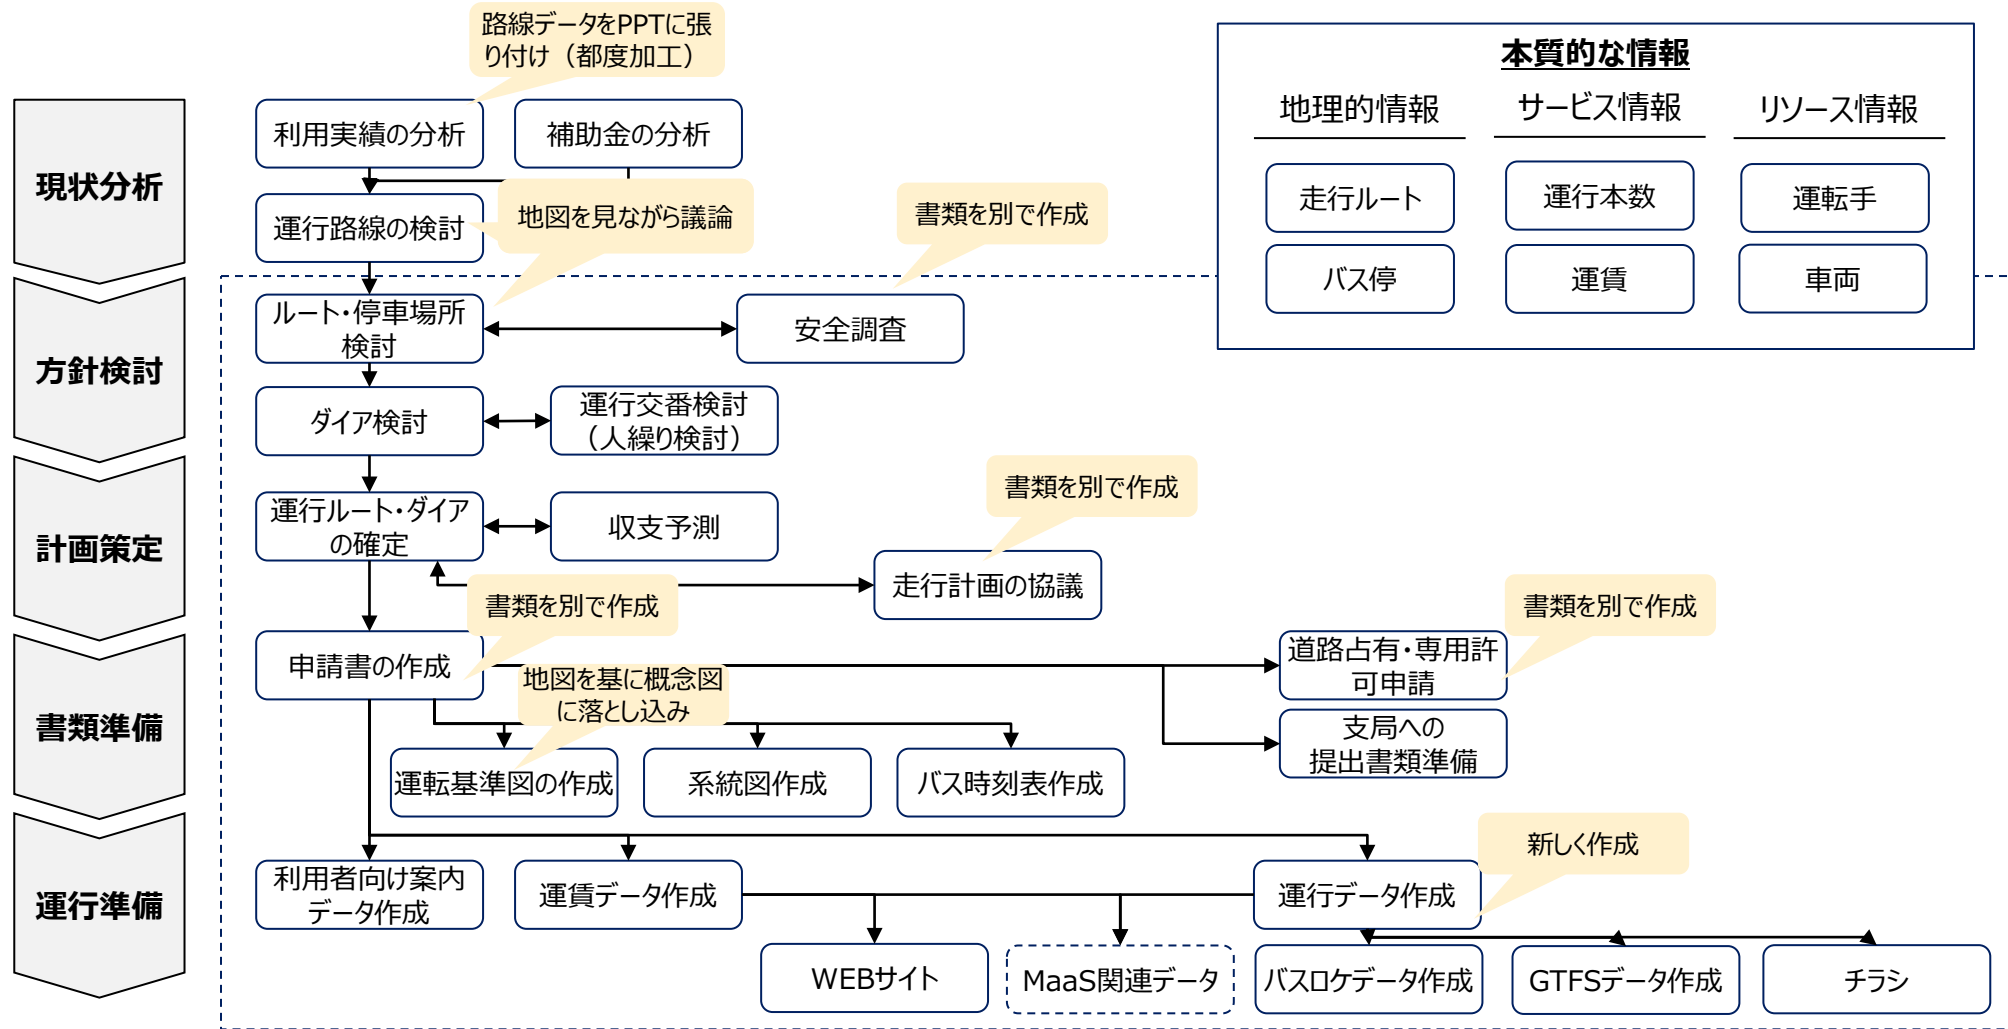 路線データをPPTに張
り付け（都度加工）
本質的な情報
地理的情報
サービス情報
リソース情報
走行ルート
運行本数
運転手
バス停
運賃
車両
現状分析
利用実績の分析
補助金の分析
運行路線の検討
地図を見ながら議論
書類を別で作成
方針検討
ルート・停車場所
検討
安全調査
ダイア検討
運行交番検討
（人繰り検討）
計画策定
運行ルート・ダイア
の確定
収支予測
書類を別で作成
走行計画の協議
書類準備
書類を別で作成
申請書の作成
書類を別で作成
道路占有・専用許
可申請
地図を基に概念図
に落とし込み
支局への
提出書類準備
運転基準図の作成
系統図作成
バス時刻表作成
運行準備
新しく作成
利用者向け案内
データ作成
運賃データ作成
運行データ作成
WEBサイト
MaaS関連データ
バスロケデータ作成
GTFSデータ作成
チラシ